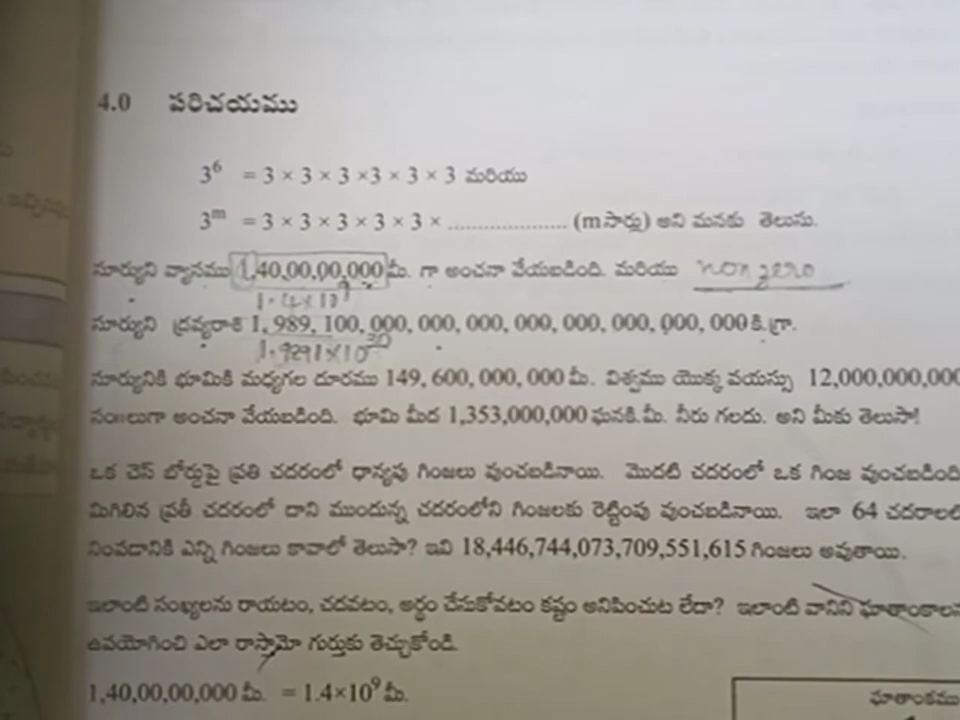 4.0 పరిచయము
3⁶ = 3 × 3 × 3 ×3 × 3 × 3 మరియు
3ᵐ = 3 × 3 × 3 × 3 × 3 × .................... (m సార్లు) అని మనకు తెలుసు.
సూర్యుని వ్యాసము 1,40,00,00,000 మీ. గా అంచనా వేయబడింది. మరియు non zero
సూర్యుని ద్రవ్యరాశి 1, 989, 100, 000, 000, 000, 000, 000, 000, 000, 000 కి.గ్రా.
సూర్యునికి భూమికి మధ్యగల దూరము 149, 600, 000, 000 మీ. విశ్వము యొక్క వయస్సు 12,000,000,000
సం॥లుగా అంచనా వేయబడింది. భూమి మీద 1,353,000,000 ఘనకి.మీ. నీరు గలదు. అని మీకు తెలుసా!
ఒక చెస్ బోర్డుపై ప్రతి చదరంలో ధాన్యపు గింజలు వుంచబడినాయి. మొదటి చదరంలో ఒక గింజ వుంచబడింది
మిగిలిన ప్రతీ చదరంలో దాని ముందున్న చదరంలోని గింజలకు రెట్టింపు వుంచబడినాయి. ఇలా 64
నింపడానికి ఎన్ని గింజలు కావాలో తెలుసా? ఇవి 18,446,744,073,709,551,615 గింజలు అవుతాయి.
ఇలాంటి సంఖ్యలను రాయటం, చదవటం, అర్థం చేసుకోవటం కష్టం అనిపించుట లేదా? ఇలాంటి వానిని
ఉపయోగించి ఎలా రాస్తామో గుర్తుకు తెచ్చుకోండి.
1,40,00,00,000 మీ. = 1.4×10⁹ మీ.
ఘాతాంకము